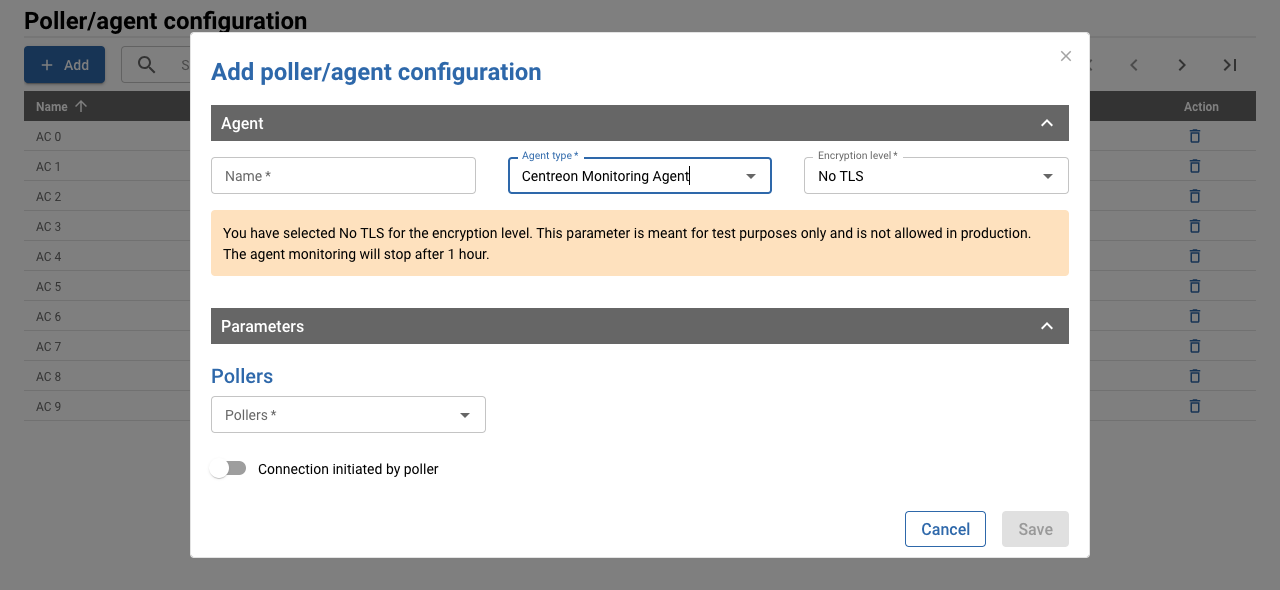 Poller/agent configuration
Add
S
Name
Action
AC 0
AC 1
AC 2
AC 3
AC 4
AC 5
AC 6
AC 7
AC 8
AC 9
Add poller/agent configuration
Agent
Name *
Agent type *
Centreon Monitoring Agent
Encryption level *
No TLS
You have selected No TLS for the encryption level. This parameter is meant for test purposes only and is not allowed in production.
The agent monitoring will stop after 1 hour.
Parameters
Pollers
Pollers *
Connection initiated by poller
Cancel
Save